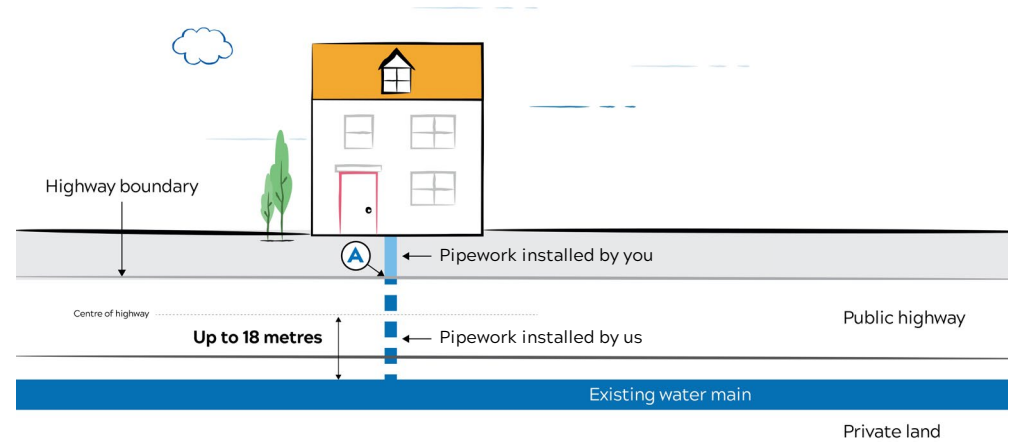 Highway boundary
A
Pipework installed by you
Centre of highway
Public highway
Up to 18 metres
Pipework installed by us
Existing water main
Private land